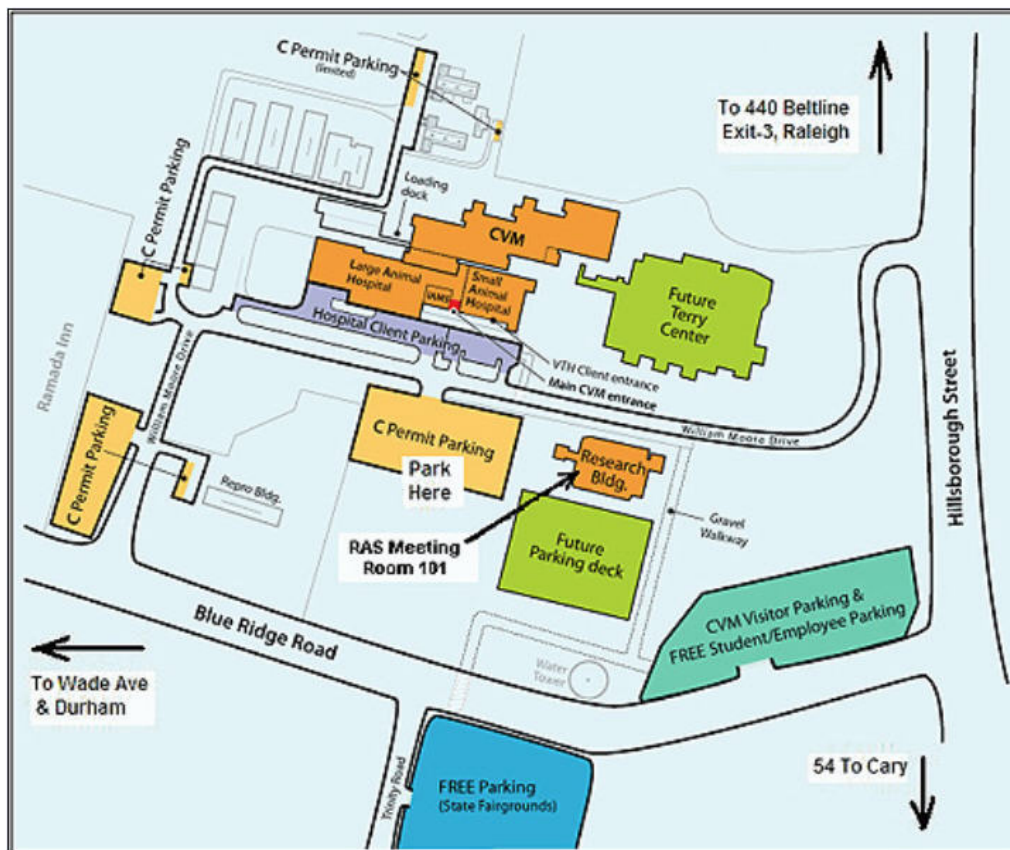 C Permit Parking
(limited)
To 440 Beltline
Exit-3, Raleigh
C Permit Parking
Loading
dock
CVM
Large Animal
Hospital
VAMS
Small
Animal
Hospital
Future
Terry
Center
Hospital Client Parking
VTH Client entrance
Main CVM entrance
Ramada Inn
William Moore Drive
William Moore Drive
Hillsborough Street
C Permit Parking
C Permit Parking
Park
Here
Research
Bldg.
Repro Bldg.
Gravel
Walkway
RAS Meeting
Room 101
Future
Parking deck
CVM Visitor Parking &
FREE Student/Employee Parking
Blue Ridge Road
To Wade Ave
& Durham
Water
Tower
54 To Cary
Trinity Road
FREE Parking
(State Fairgrounds)